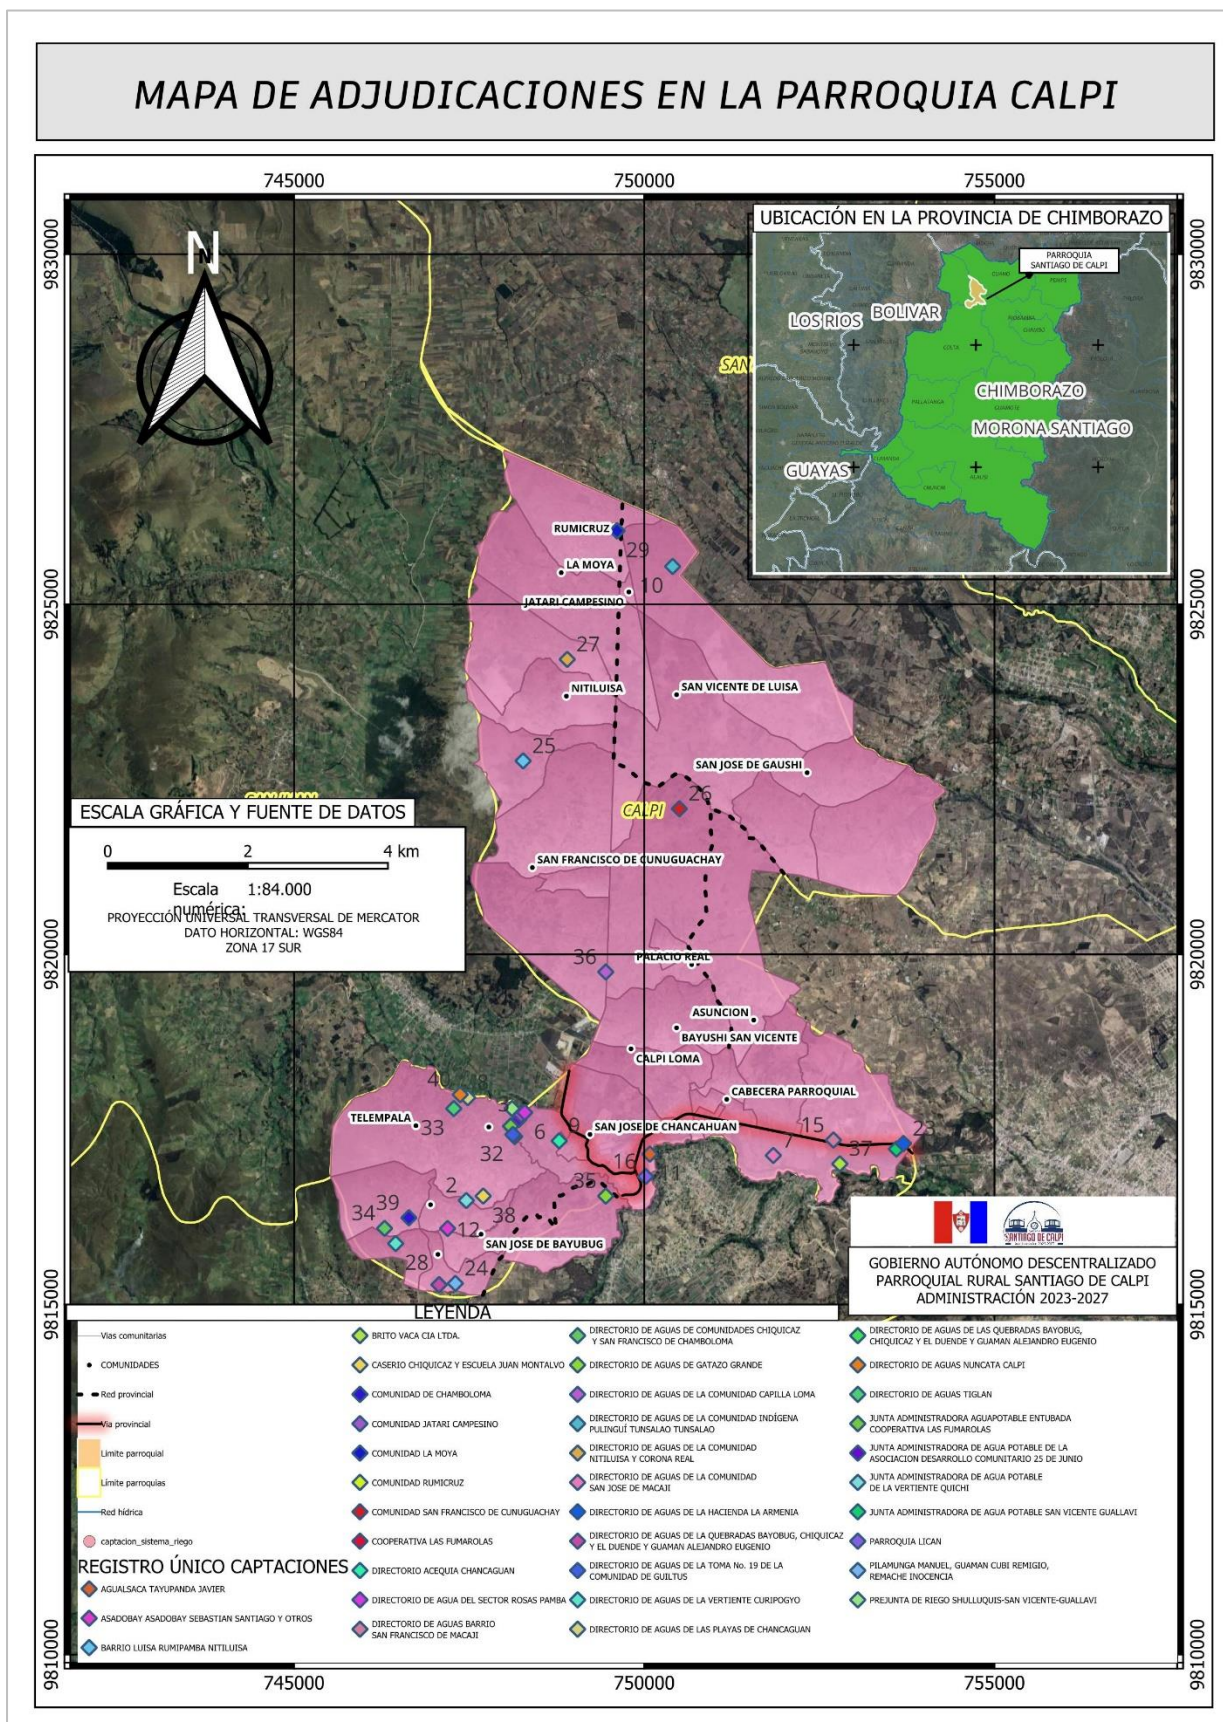 MAPA DE ADJUDICACIONES EN LA PARROQUIA CALPI
745000
750000
755000
9830000
9830000
N
N
UBICACIÓN EN LA PROVINCIA DE CHIMBORAZO
PARROQUIA
SANTIAGO DE CALPI
BOLIVAR
LOS RIOS
COLTA
CHIMBORAZO
MORONA SANTIAGO
GUAYAS
SAN
RUMICRUZ
29
LA MOYA
10
JATARI CAMPESINO
9825000
9825000
27
NITILUISA
SAN VICENTE DE LUISA
25
SAN JOSE DE GAUSHI
26
CALPI
ESCALA GRÁFICA Y FUENTE DE DATOS
0 2 4 km
Escala numérica: 1:84.000
PROYECCIÓN UNIVERSAL TRANSVERSAL DE MERCATOR
DATO HORIZONTAL: WGS84
ZONA 17 SUR
SAN FRANCISCO DE CUNUGUACHAY
9820000
9820000
36
PALACIO REAL
ASUNCION
BAYUSHI SAN VICENTE
CALPI LOMA
CABECERA PARROQUIAL
40
TELEMPALA
33
32
6
9
SAN JOSE DE CHANCAHUAN
16
11
7
15
37
23
35
2
39
34
38
12
SAN JOSE DE BAYUBUG
28
24
GOBIERNO AUTÓNOMO DESCENTRALIZADO
PARROQUIAL RURAL SANTIAGO DE CALPI
ADMINISTRACIÓN 2023-2027
SANTIAGO DE CALPI
9815000
9815000
LEYENDA
Vias comunitarias
COMUNIDADES
Red provincial
Via provincial
Limite parroquial
Límite parroquias
Red hídrica
captacion_sistema_riego
REGISTRO ÚNICO CAPTACIONES
AGUALSACA TAYUPANDA JAVIER
ASADOBAY ASADOBAY SEBASTIAN SANTIAGO Y OTROS
BARRIO LUISA RUMIPAMBA NITILUISA
BRITO VACA CIA LTDA.
CASERIO CHIQUICAZ Y ESCUELA JUAN MONTALVO
COMUNIDAD DE CHAMBOLOMA
COMUNIDAD JATARI CAMPESINO
COMUNIDAD LA MOYA
COMUNIDAD RUMICRUZ
COMUNIDAD SAN FRANCISCO DE CUNUGUACHAY
COOPERATIVA LAS FUMAROLAS
DIRECTORIO ACEQUIA CHANCAGUAN
DIRECTORIO DE AGUA DEL SECTOR ROSAS PAMBA
DIRECTORIO DE AGUAS BARRIO
SAN FRANCISCO DE MACAJI
DIRECTORIO DE AGUAS DE COMUNIDADES CHIQUICAZ
Y SAN FRANCISCO DE CHAMBOLOMA
DIRECTORIO DE AGUAS DE GATAZO GRANDE
DIRECTORIO DE AGUAS DE LA COMUNIDAD CAPILLA LOMA
DIRECTORIO DE AGUAS DE LA COMUNIDAD INDÍGENA
PULINGUÍ TUNSALAO TUNSALAO
DIRECTORIO DE AGUAS DE LA COMUNIDAD
NITILUISA Y CORONA REAL
DIRECTORIO DE AGUAS DE LA COMUNIDAD
SAN JOSE DE MACAJI
DIRECTORIO DE AGUAS DE LA HACIENDA LA ARMENIA
DIRECTORIO DE AGUAS DE LA QUEBRADAS BAYOBUG, CHIQUICAZ
Y EL DUENDE Y GUAMAN ALEJANDRO EUGENIO
DIRECTORIO DE AGUAS DE LA TOMA No. 19 DE LA
COMUNIDAD DE GUILTUS
DIRECTORIO DE AGUAS DE LA VERTIENTE CURIPOGYO
DIRECTORIO DE AGUAS DE LAS PLAYAS DE CHANCAGUAN
DIRECTORIO DE AGUAS DE LAS QUEBRADAS BAYOBUG,
CHIQUICAZ Y EL DUENDE Y GUAMAN ALEJANDRO EUGENIO
DIRECTORIO DE AGUAS NUNCATA CALPI
DIRECTORIO DE AGUAS TIGLAN
JUNTA ADMINISTRADORA AGUAPOTABLE ENTUBADA
COOPERATIVA LAS FUMAROLAS
JUNTA ADMINISTRADORA DE AGUA POTABLE DE LA
ASOCIACION DESARROLLO COMUNITARIO 25 DE JUNIO
JUNTA ADMINISTRADORA DE AGUA POTABLE
DE LA VERTIENTE QUICHI
JUNTA ADMINISTRADORA DE AGUA POTABLE SAN VICENTE GUALLAVI
PARROQUIA LICAN
PILAMUNGA MANUEL, GUAMAN CUBI REMIGIO,
REMACHE INOCENCIA
PREJUNTA DE RIEGO SHULLUQUIS-SAN VICENTE-GUALLAVI
9810000
9810000
745000
750000
755000